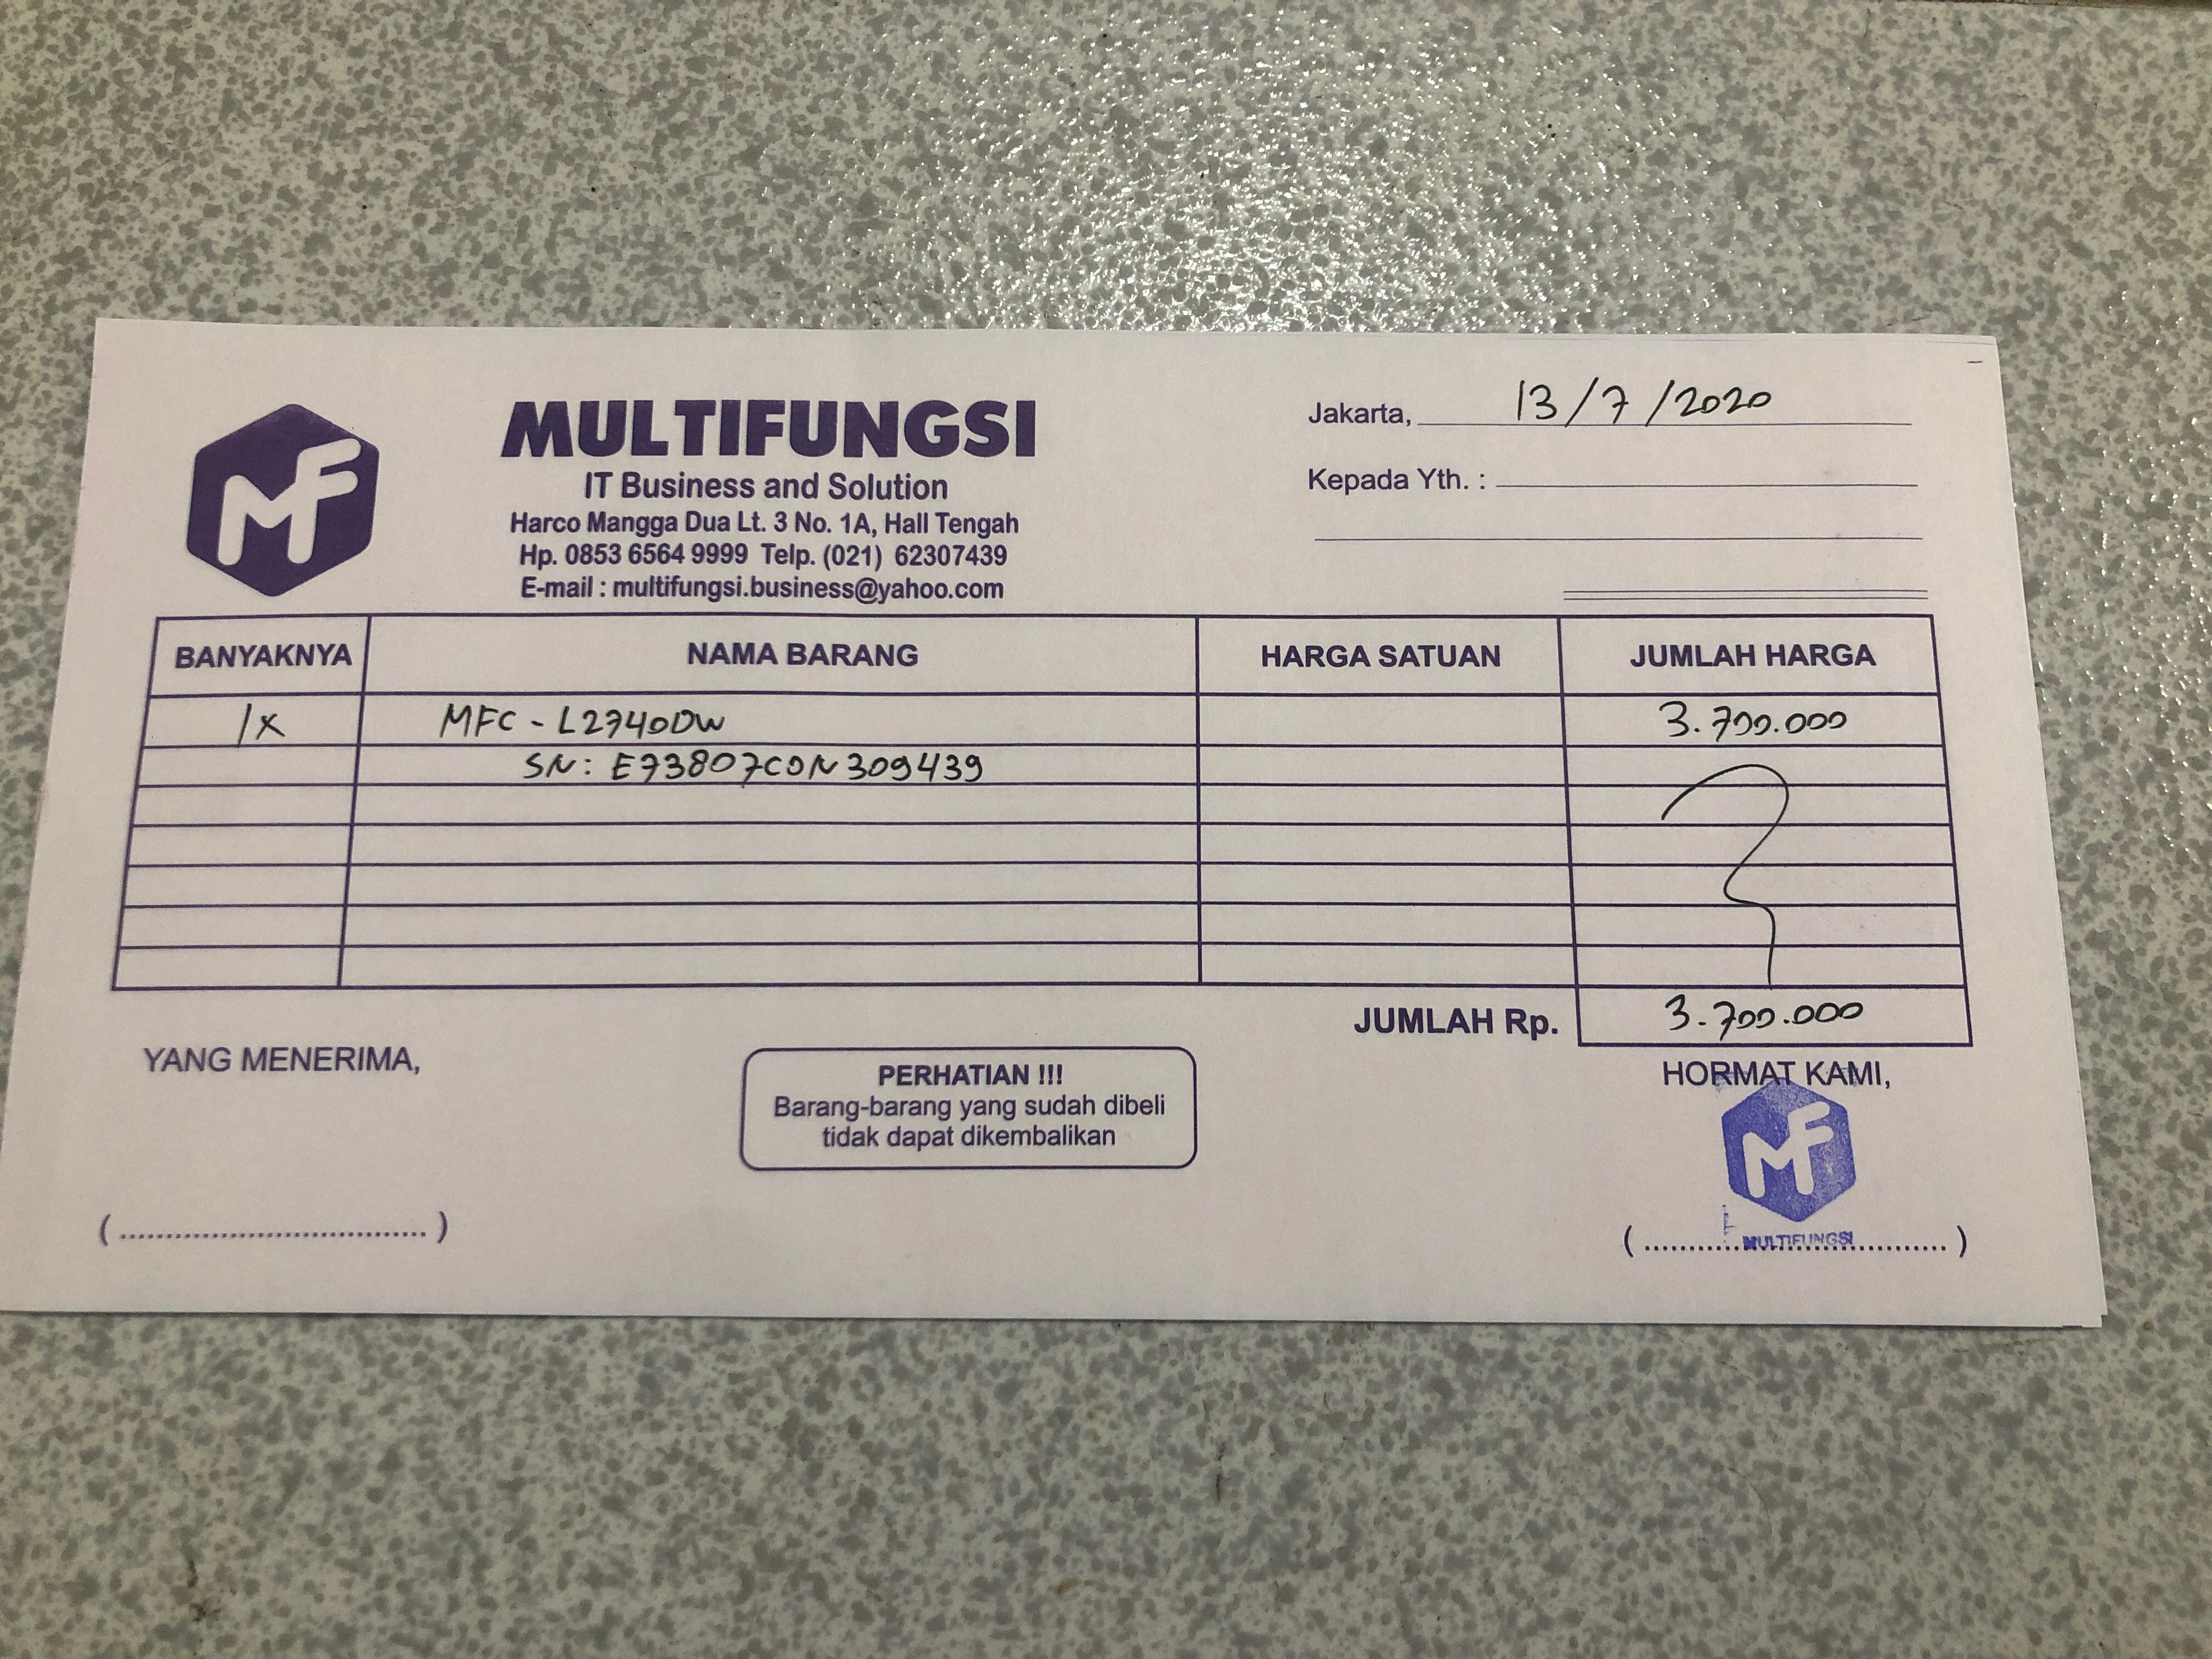 MF
MULTIFUNGSI
IT Business and Solution
Harco Mangga Dua Lt. 3 No. 1A, Hall Tengah
Hp. 0853 6564 9999 Telp. (021) 62307439
E-mail : multifungsi.business@yahoo.com
Jakarta, 13/7/2020
Kepada Yth. :
BANYAKNYA NAMA BARANG HARGA SATUAN JUMLAH HARGA
1x MFC - L2740DW 3.700.000
SN: E73807C0N309439
JUMLAH Rp. 3.700.000
YANG MENERIMA,
PERHATIAN !!!
Barang-barang yang sudah dibeli
tidak dapat dikembalikan
HORMAT KAMI,
MF
MULTIFUNGSI
(....................................)
(....................................)